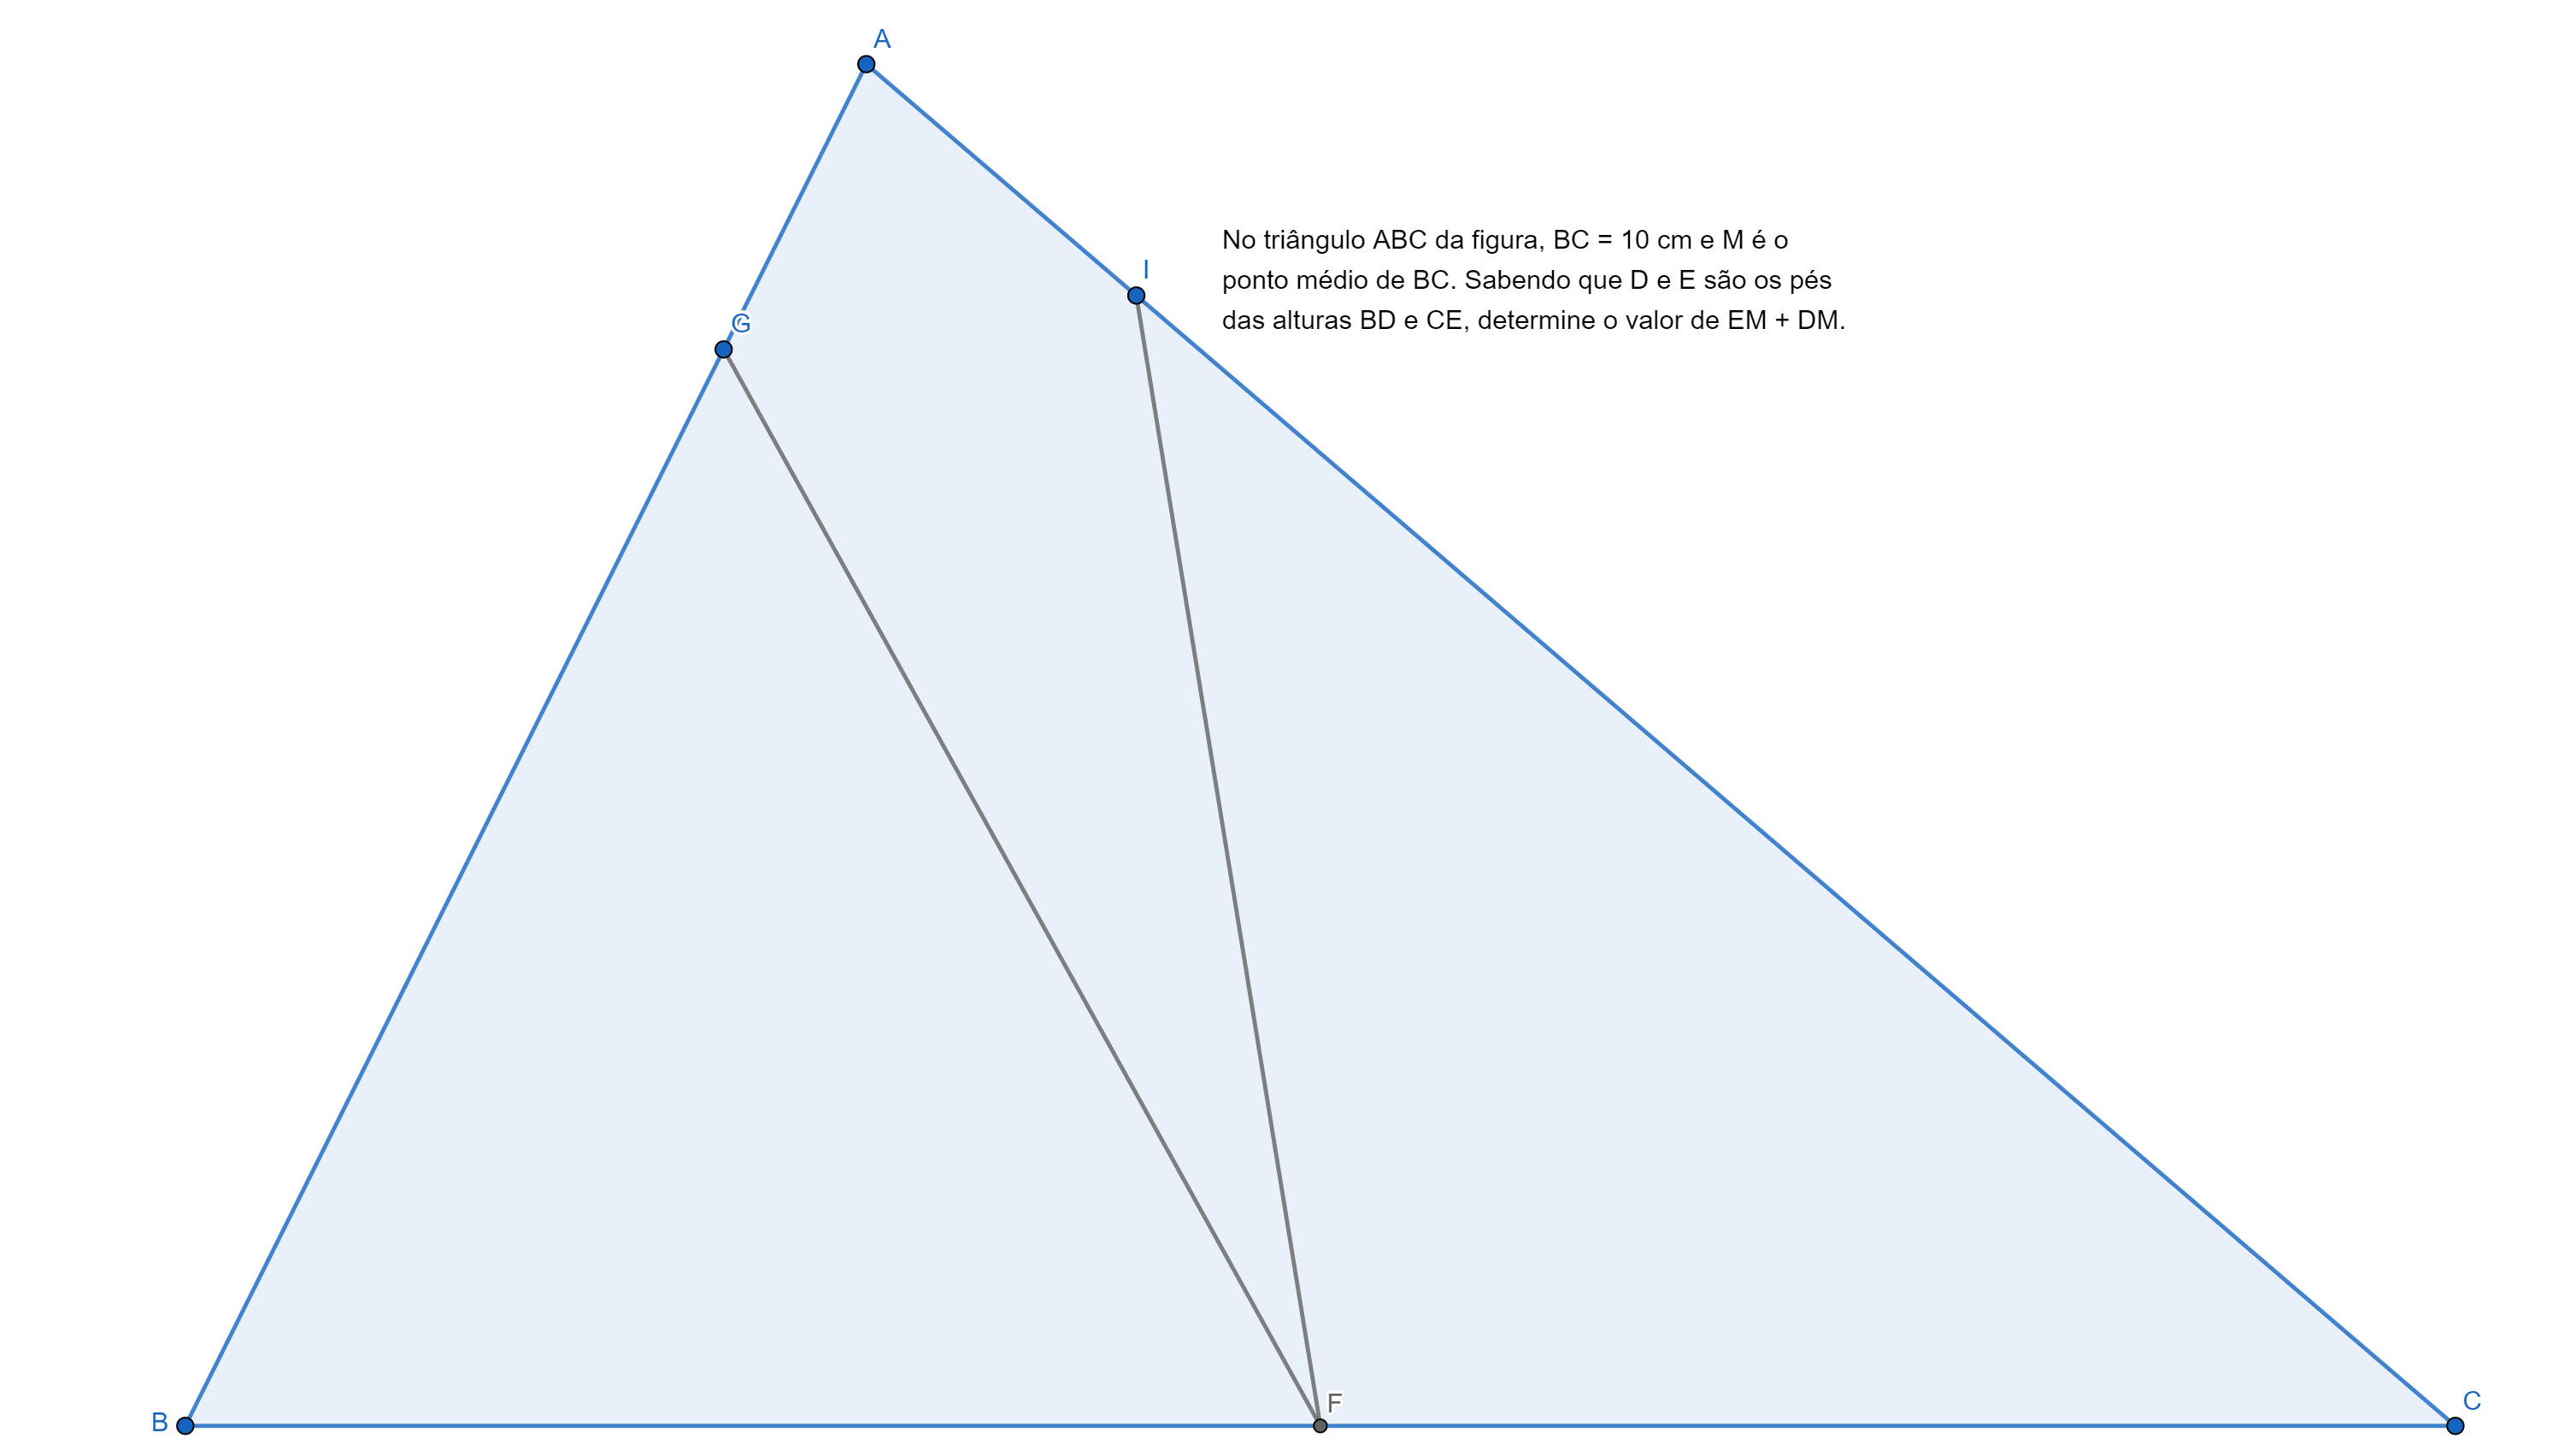 A
No triângulo ABC da figura, BC = 10 cm e M é o
ponto médio de BC. Sabendo que D e E são os pés
das alturas BD e CE, determine o valor de EM + DM.
I
G
F
B
C